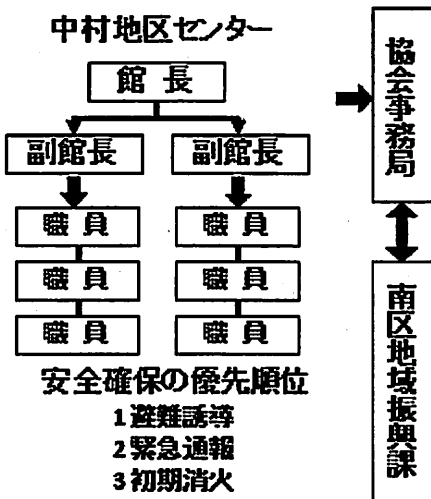 中村地区センター
館長
副館長
副館長
職員
職員
職員
職員
職員
職員
安全確保の優先順位
1 避難誘導
2 緊急通報
3 初期消火
協会事務局
南区地域振興課